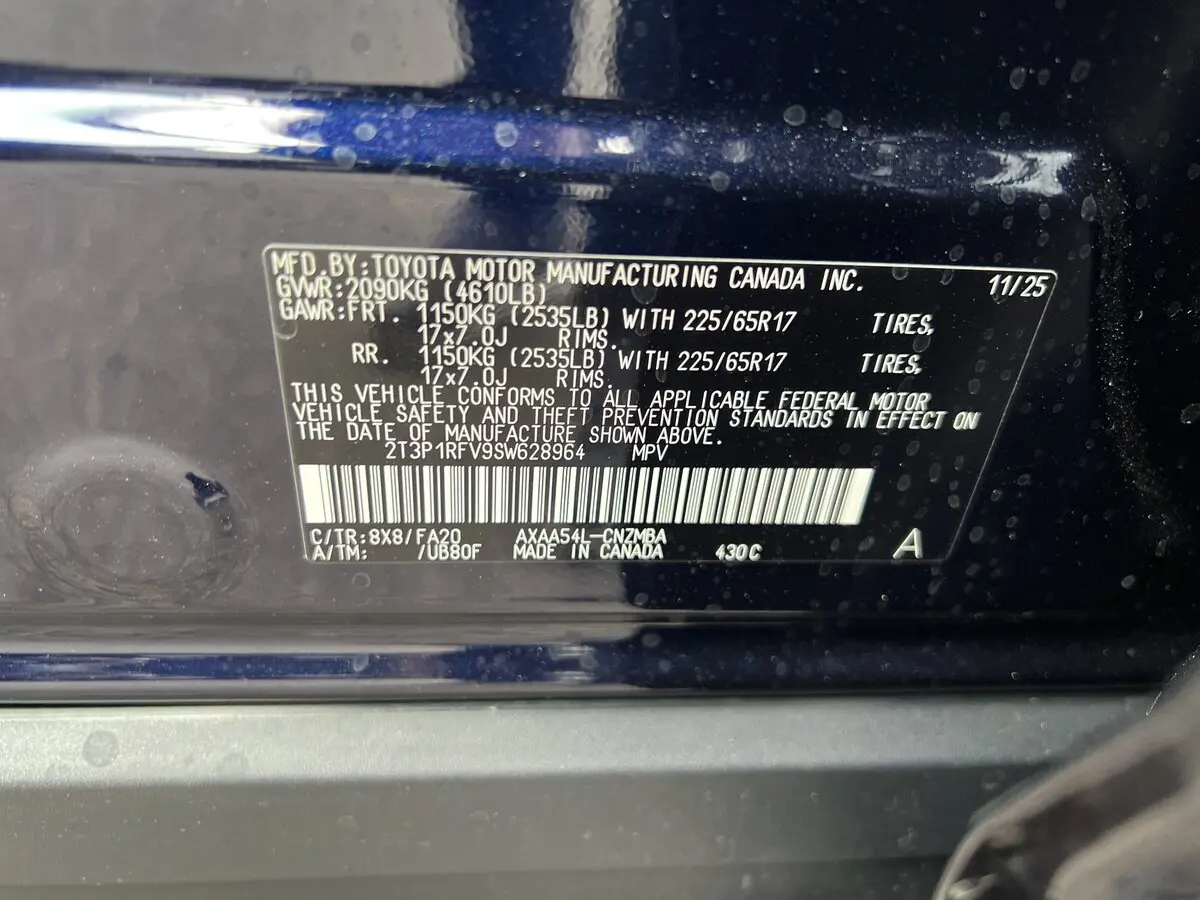 MFD.BY:TOYOTA MOTOR MANUFACTURING CANADA INC. 11/25
GVWR:2090KG (4610LB)
GAWR:FRT. 1150KG (2535LB) WITH 225/65R17 TIRES,
17x7.0J RIMS.
RR. 1150KG (2535LB) WITH 225/65R17 TIRES,
17x7.0J RIMS.
THIS VEHICLE CONFORMS TO ALL APPLICABLE FEDERAL MOTOR
VEHICLE SAFETY AND THEFT PREVENTION STANDARDS IN EFFECT ON
THE DATE OF MANUFACTURE SHOWN ABOVE.
2T3P1RFV9SW628964 MPV
C/TR:8X8/FA20 AXAA54L-CNZMBA
A/TM: /UB80F MADE IN CANADA 430C A